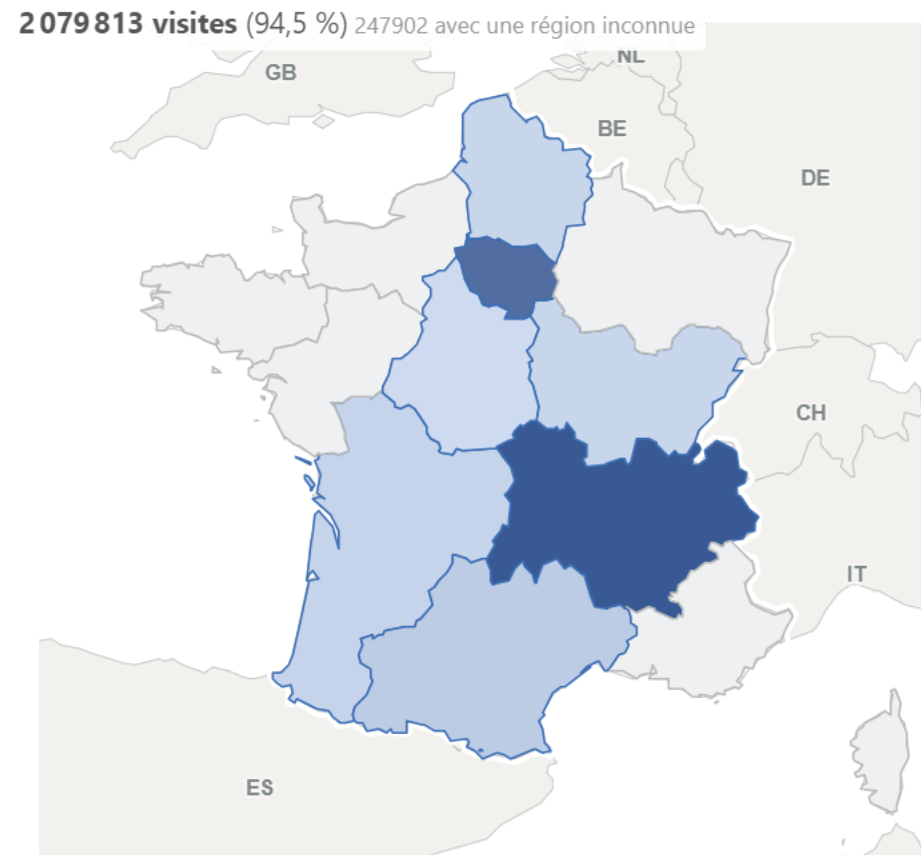 2 079 813 visites (94,5 %) 247902 avec une région inconnue
NL
GB
BE
DE
CH
IT
ES